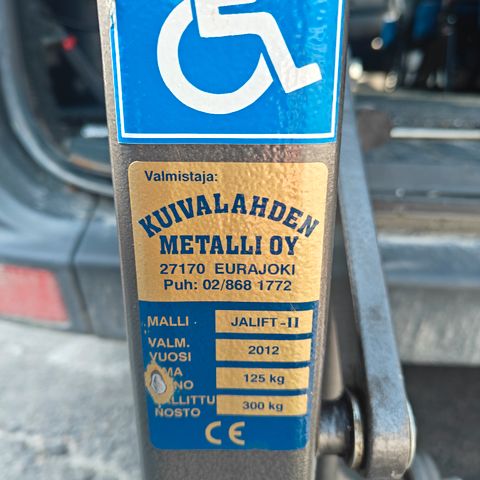 Valmistaja:
KUIVALAHDEN
METALLI OY
27170 EURAJOKI
Puh: 02/868 1772
MALLI JALIFT-II
VALM. VUOSI 2012
125 kg
NOSTO 300 kg
CE